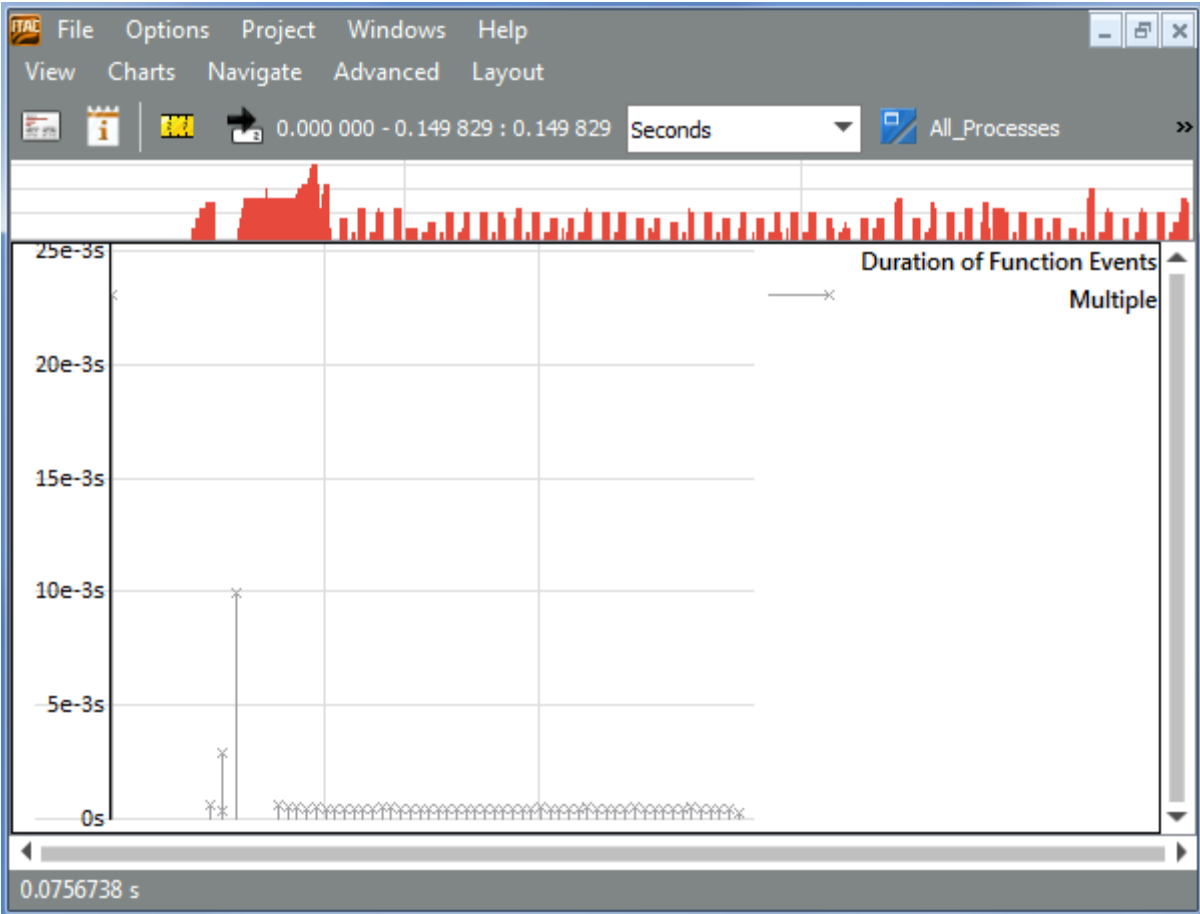 ITAC File Options Project Windows Help
View Charts Navigate Advanced Layout
0.000 000 - 0.149 829 : 0.149 829 Seconds All_Processes »
25e-3s
Duration of Function Events
Multiple
20e-3s
15e-3s
10e-3s
5e-3s
0s
0.0756738 s